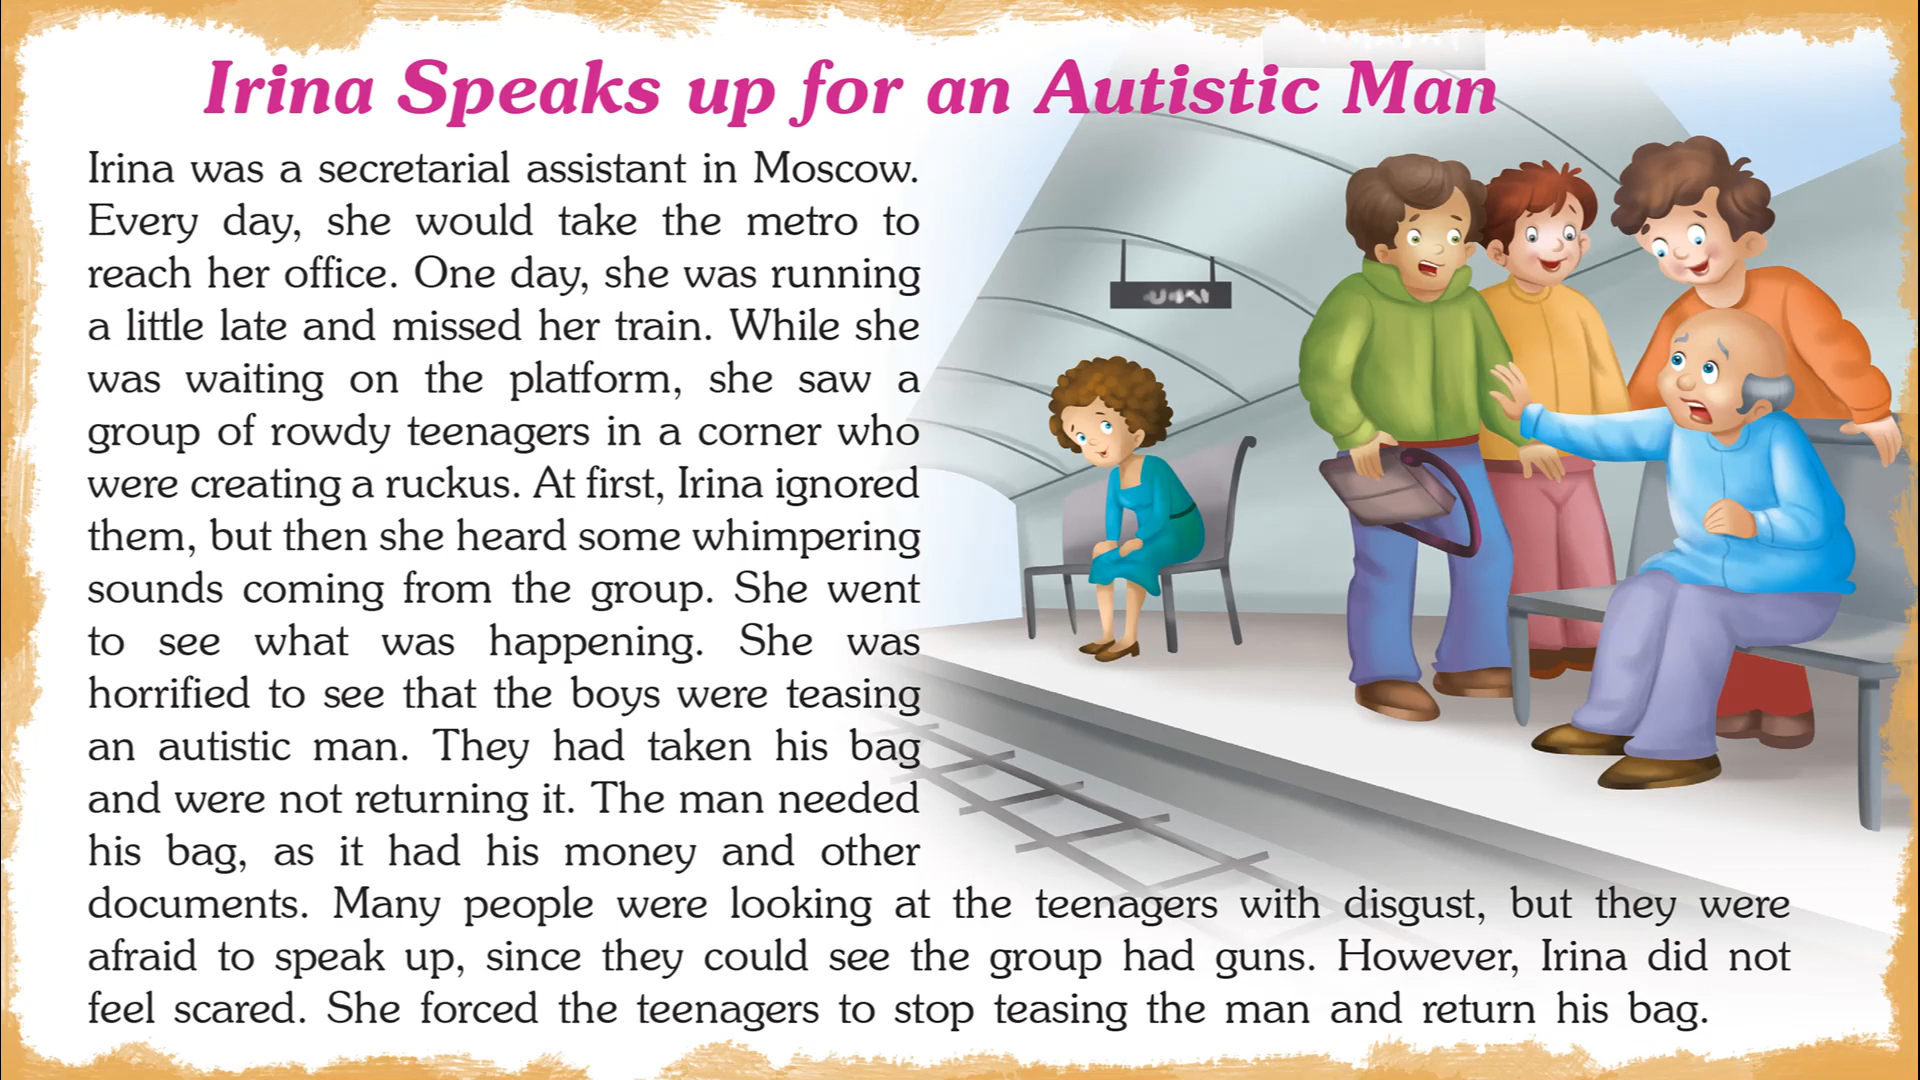 Irina Speaks up for an Autistic Man
Irina was a secretarial assistant in Moscow.
Every day, she would take the metro to
reach her office. One day, she was running
a little late and missed her train. While she
was waiting on the platform, she saw a
group of rowdy teenagers in a corner who
were creating a ruckus. At first, Irina ignored
them, but then she heard some whimpering
sounds coming from the group. She went
to see what was happening. She was
horrified to see that the boys were teasing
an autistic man. They had taken his bag
and were not returning it. The man needed
his bag, as it had his money and other
documents. Many people were looking at the teenagers with disgust, but they were
afraid to speak up, since they could see the group had guns. However, Irina did not
feel scared. She forced the teenagers to stop teasing the man and return his bag.